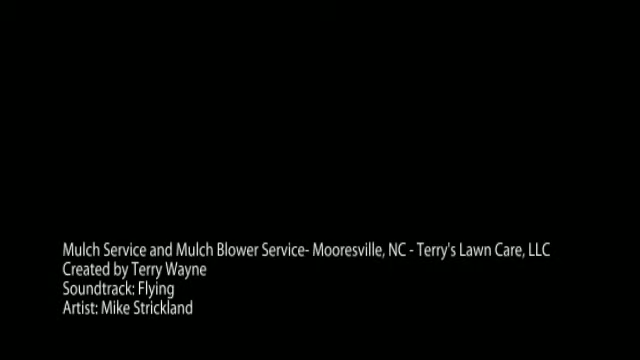 Mulch Service and Mulch Blower Service- Mooresville, NC - Terry's Lawn Care, LLC
Created by Terry Wayne
Soundtrack: Flying
Artist: Mike Strickland